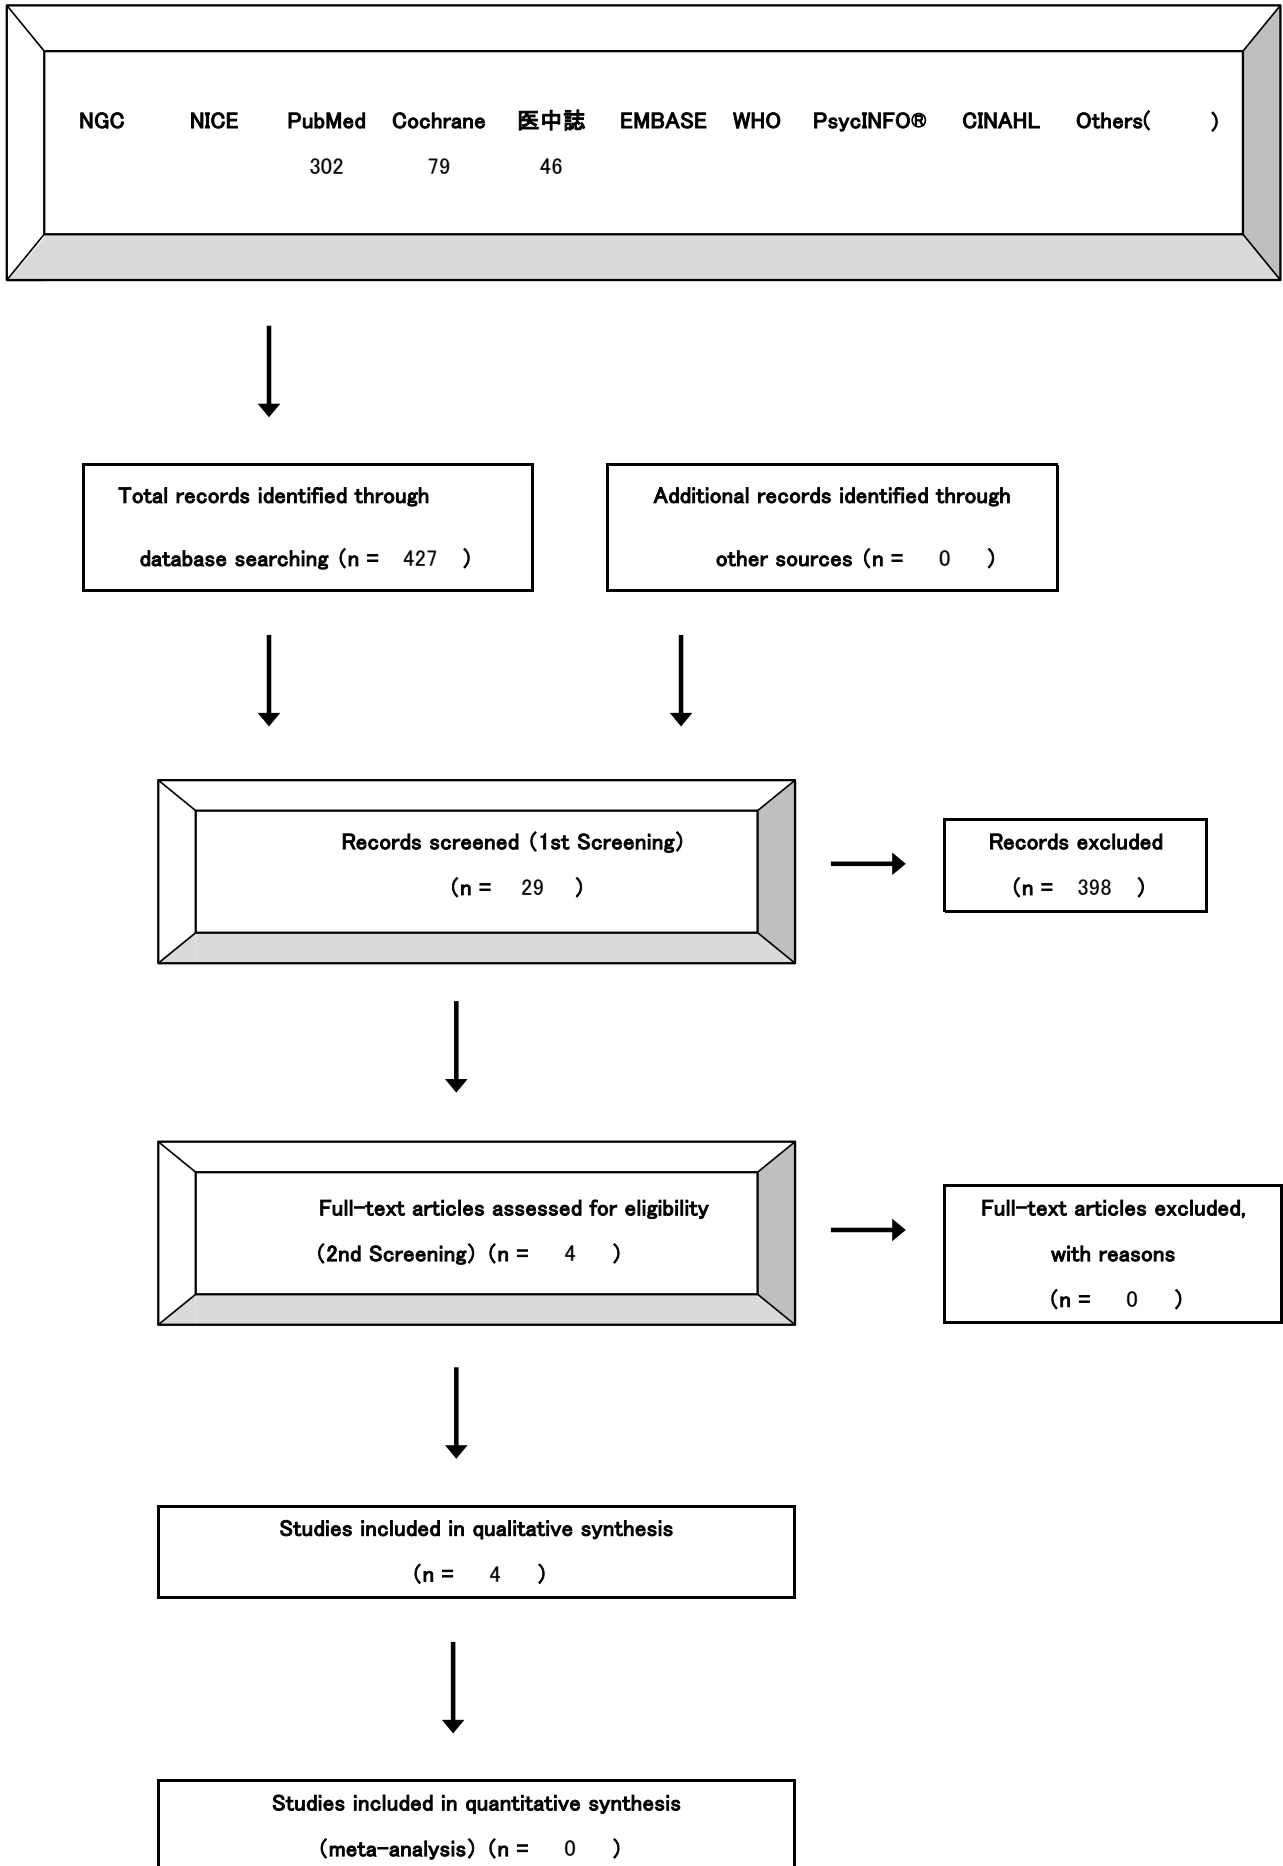 NGC NICE PubMed Cochrane 医中誌 EMBASE WHO PsycINFO® CINAHL Others( )
302 79 46
Total records identified through
database searching (n = 427 )
Additional records identified through
other sources (n = 0 )
Records screened (1st Screening)
(n = 29 )
Records excluded
(n = 398 )
Full-text articles assessed for eligibility
(2nd Screening) (n = 4 )
Full-text articles excluded,
with reasons
(n = 0 )
Studies included in qualitative synthesis
(n = 4 )
Studies included in quantitative synthesis
(meta-analysis) (n = 0 )